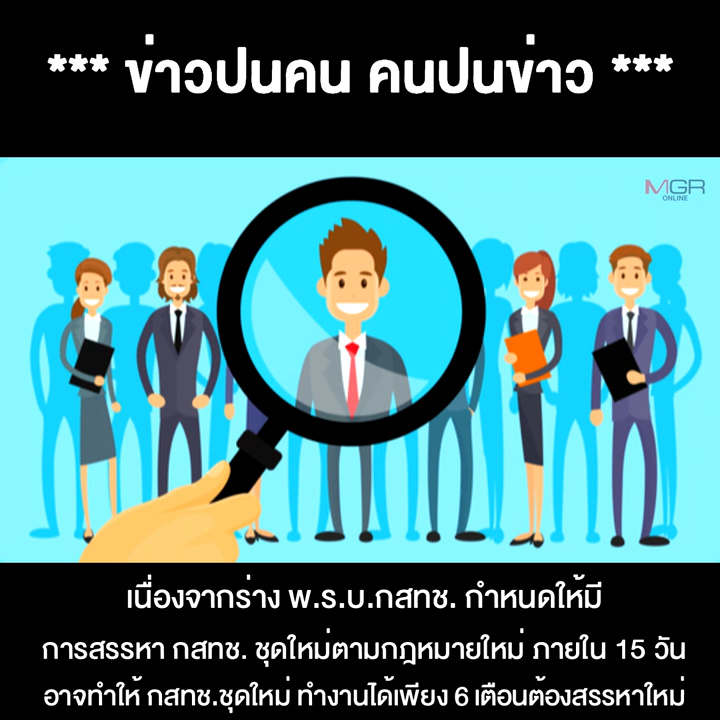 *** ข่าวปนคน คนปนข่าว ***
MGR
ONLINE
เนื่องจากร่าง พ.ร.บ.กสทช. กำหนดให้มี
การสรรหา กสทช. ชุดใหม่ตามกฎหมายใหม่ ภายใน 15 วัน
อาจทำให้ กสทช.ชุดใหม่ ทำงานได้เพียง 6 เดือนต้องสรรหาใหม่